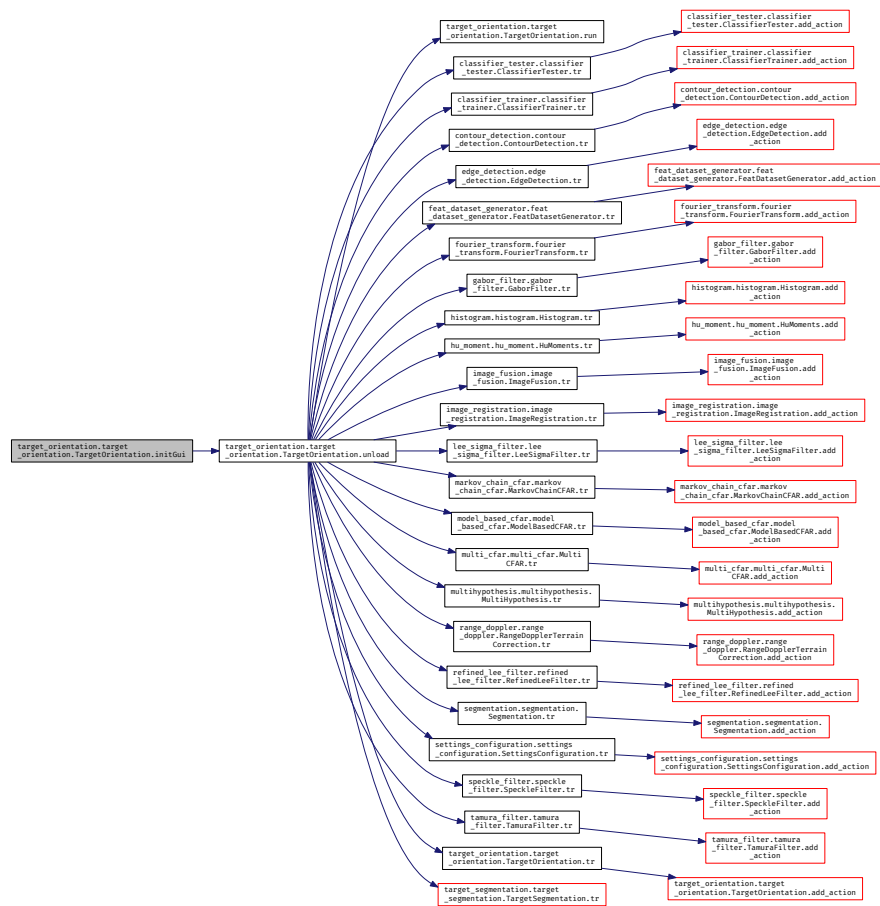 target_orientation.target
_orientation.TargetOrientation.initGui
target_orientation.target
_orientation.TargetOrientation.unload
target_orientation.target
_orientation.TargetOrientation.run
classifier_tester.classifier
_tester.ClassifierTester.tr
classifier_trainer.classifier
_trainer.ClassifierTrainer.tr
contour_detection.contour
_detection.ContourDetection.tr
edge_detection.edge
_detection.EdgeDetection.tr
feat_dataset_generator.feat
_dataset_generator.FeatDatasetGenerator.tr
fourier_transform.fourier
_transform.FourierTransform.tr
gabor_filter.gabor
_filter.GaborFilter.tr
histogram.histogram.Histogram.tr
hu_moment.hu_moment.HuMoments.tr
image_fusion.image
_fusion.ImageFusion.tr
image_registration.image
_registration.ImageRegistration.tr
lee_sigma_filter.lee
_sigma_filter.LeeSigmaFilter.tr
markov_chain_cfar.markov
_chain_cfar.MarkovChainCFAR.tr
model_based_cfar.model
_based_cfar.ModelBasedCFAR.tr
multi_cfar.multi_cfar.Multi
CFAR.tr
multihypothesis.multihypothesis.
MultiHypothesis.tr
range_doppler.range
_doppler.RangeDopplerTerrain
Correction.tr
refined_lee_filter.refined
_lee_filter.RefinedLeeFilter.tr
segmentation.segmentation.
Segmentation.tr
settings_configuration.settings
_configuration.SettingsConfiguration.tr
speckle_filter.speckle
_filter.SpeckleFilter.tr
tamura_filter.tamura
_filter.TamuraFilter.tr
target_orientation.target
_orientation.TargetOrientation.tr
target_segmentation.target
_segmentation.TargetSegmentation.tr
classifier_tester.classifier
_tester.ClassifierTester.add_action
classifier_trainer.classifier
_trainer.ClassifierTrainer.add_action
contour_detection.contour
_detection.ContourDetection.add_action
edge_detection.edge
_detection.EdgeDetection.add
_action
feat_dataset_generator.feat
_dataset_generator.FeatDatasetGenerator.add_action
fourier_transform.fourier
_transform.FourierTransform.add_action
gabor_filter.gabor
_filter.GaborFilter.add
_action
histogram.histogram.Histogram.add
_action
hu_moment.hu_moment.HuMoments.add
_action
image_fusion.image
_fusion.ImageFusion.add
_action
image_registration.image
_registration.ImageRegistration.add_action
lee_sigma_filter.lee
_sigma_filter.LeeSigmaFilter.add
_action
markov_chain_cfar.markov
_chain_cfar.MarkovChainCFAR.add_action
model_based_cfar.model
_based_cfar.ModelBasedCFAR.add
_action
multi_cfar.multi_cfar.Multi
CFAR.add_action
multihypothesis.multihypothesis.
MultiHypothesis.add_action
range_doppler.range
_doppler.RangeDopplerTerrain
Correction.add_action
refined_lee_filter.refined
_lee_filter.RefinedLeeFilter.add_action
segmentation.segmentation.
Segmentation.add_action
settings_configuration.settings
_configuration.SettingsConfiguration.add_action
speckle_filter.speckle
_filter.SpeckleFilter.add
_action
tamura_filter.tamura
_filter.TamuraFilter.add
_action
target_orientation.target
_orientation.TargetOrientation.add_action